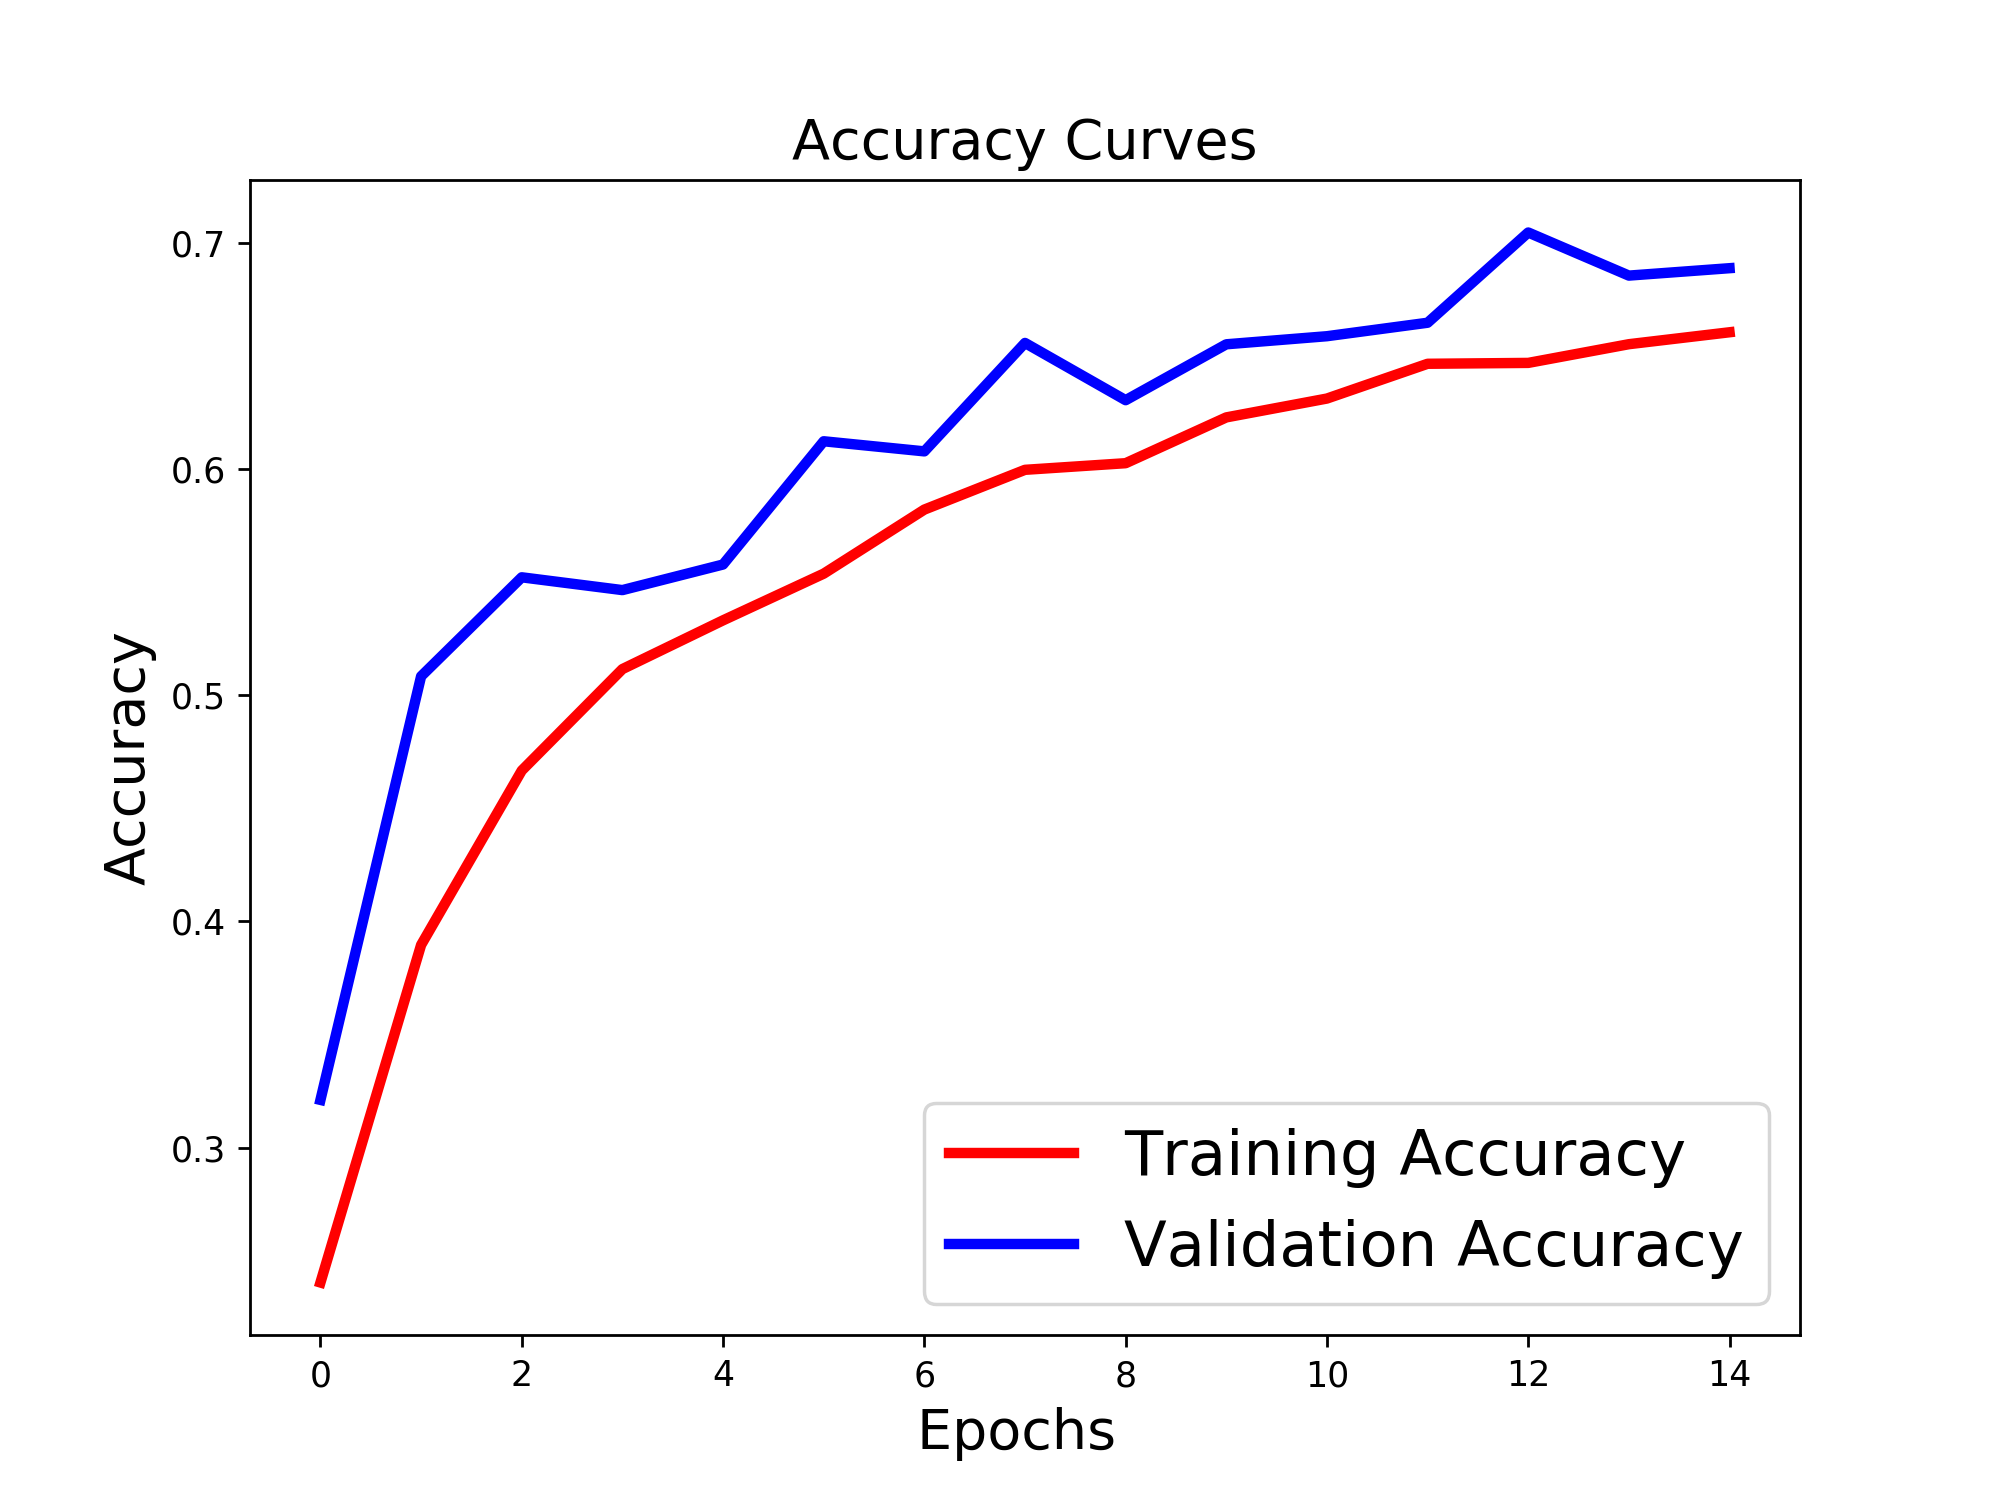 Accuracy Curves
0.7
0.6
0.5
0.4
0.3
Accuracy
Training Accuracy
Validation Accuracy
0 2 4 6 8 10 12 14
Epochs